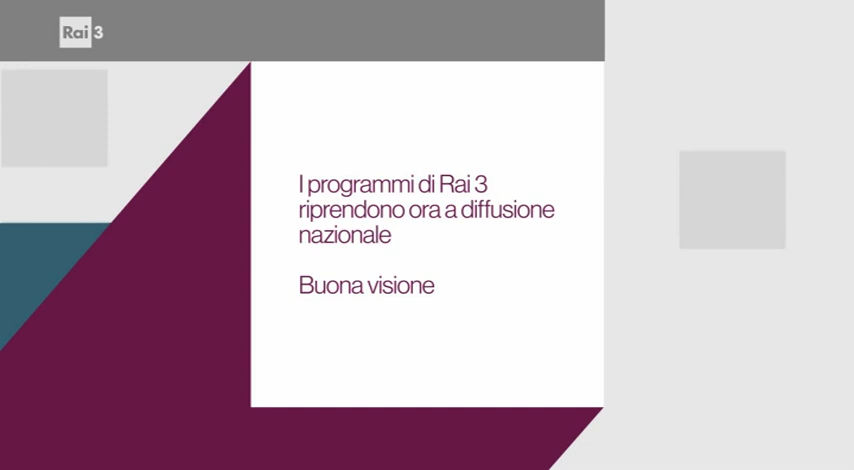 Rai 3
I programmi di Rai 3
riprendono ora a diffusione
nazionale
Buona visione